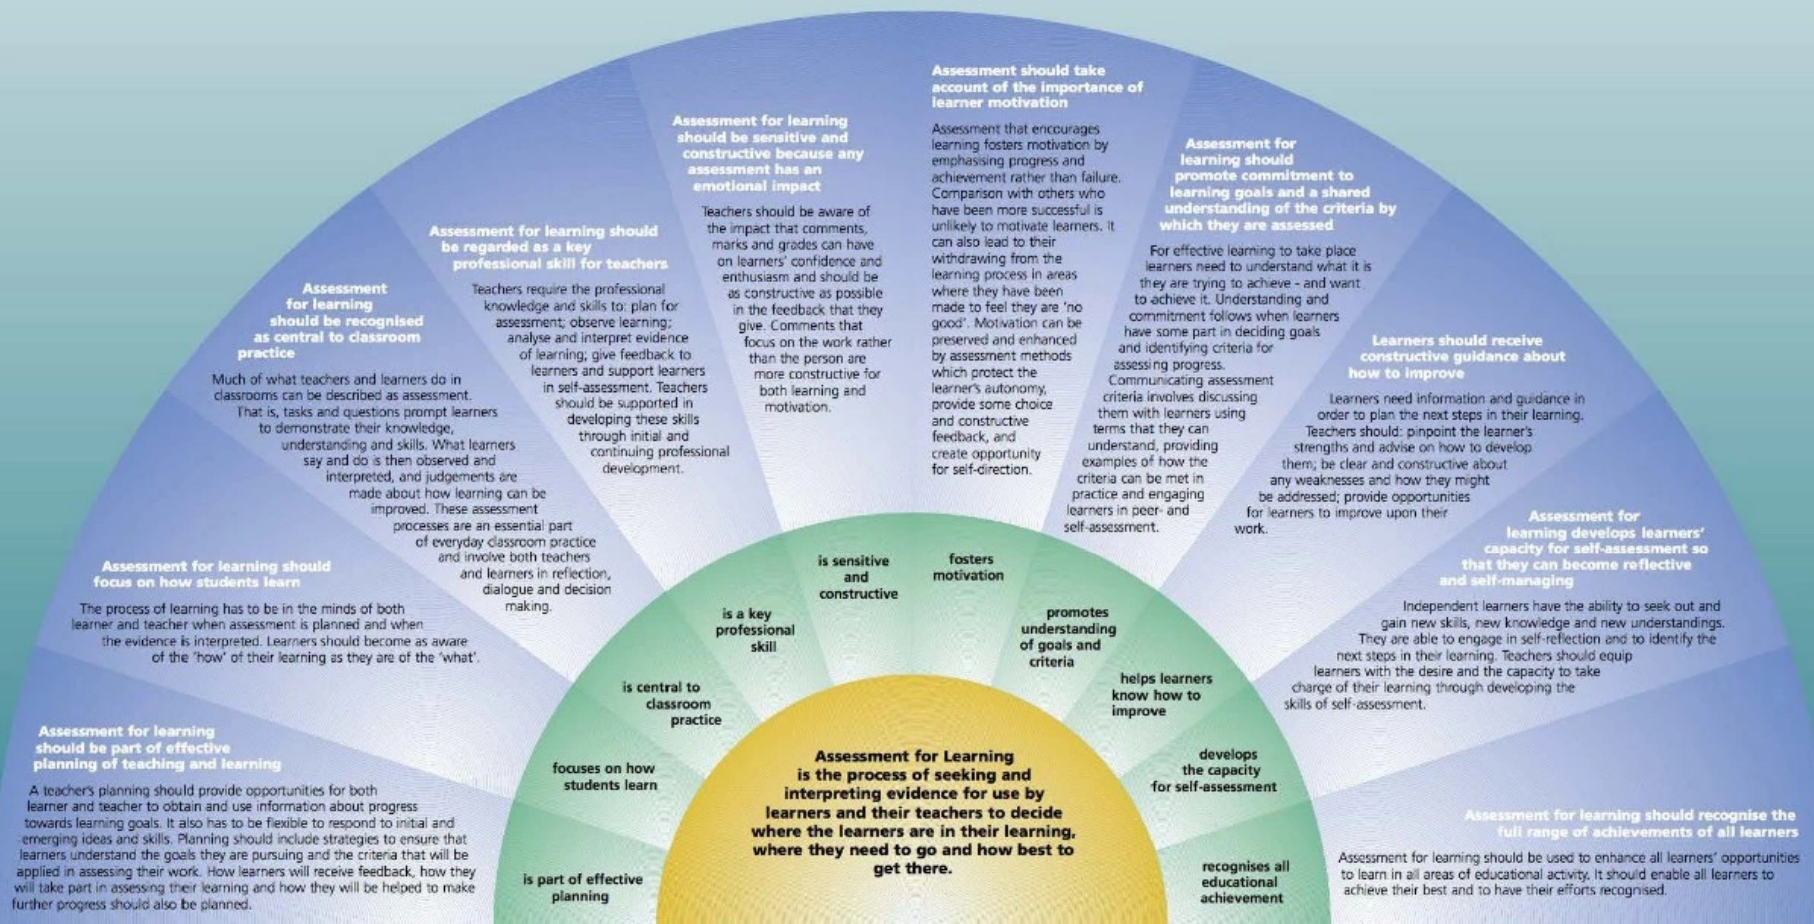 Assessment for learning
should be part of effective
planning of teaching and learning
A teacher's planning should provide opportunities for both
learner and teacher to obtain and use information about progress
towards learning goals. It also has to be flexible to respond to initial and
emerging ideas and skills. Planning should include strategies to ensure that
learners understand the goals they are pursuing and the criteria that will be
applied in assessing their work. How learners will receive feedback, how they
will take part in assessing their learning and how they will be helped to make
further progress should also be planned.
Assessment for learning should
focus on how students learn
The process of learning has to be in the minds of both
learner and teacher when assessment is planned and when
the evidence is interpreted. Learners should become as aware
of the 'how' of their learning as they are of the 'what'.
Assessment
for learning
should be recognised
as central to classroom
practice
Much of what teachers and learners do in
classrooms can be described as assessment.
That is, tasks and questions prompt learners
to demonstrate their knowledge,
understanding and skills. What learners
say and do is then observed and
interpreted, and judgements are
made about how learning can be
improved. These assessment
processes are an essential part
of everyday classroom practice
and involve both teachers
and learners in reflection,
dialogue and decision
making.
Assessment for learning should
be regarded as a key
professional skill for teachers
Teachers require the professional
knowledge and skills to: plan for
assessment; observe learning;
analyse and interpret evidence
of learning; give feedback to
learners and support learners
in self-assessment. Teachers
should be supported in
developing these skills
through initial and
continuing professional
development.
Assessment for learning
should be sensitive and
constructive because any
assessment has an
emotional impact
Teachers should be aware of
the impact that comments,
marks and grades can have
on learners' confidence and
enthusiasm and should be
as constructive as possible
in the feedback that they
give. Comments that
focus on the work rather
than the person are
more constructive for
both learning and
motivation.
Assessment should take
account of the importance of
learner motivation
Assessment that encourages
learning fosters motivation by
emphasising progress and
achievement rather than failure.
Comparison with others who
have been more successful is
unlikely to motivate learners. It
can also lead to their
withdrawing from the
learning process in areas
where they have been
made to feel they are 'no
good'. Motivation can be
preserved and enhanced
by assessment methods
which protect the
learner's autonomy,
provide some choice
and constructive
feedback, and
create opportunity
for self-direction.
Assessment for
learning should
promote commitment to
learning goals and a shared
understanding of the criteria by
which they are assessed
For effective learning to take place
learners need to understand what it is
they are trying to achieve - and want
to achieve it. Understanding and
commitment follows when learners
have some part in deciding goals
and identifying criteria for
assessing progress.
Communicating assessment
criteria involves discussing
them with learners using
terms that they can
understand, providing
examples of how the
criteria can be met in
practice and engaging
learners in peer- and
self-assessment.
Learners should receive
constructive guidance about
how to improve
Learners need information and guidance in
order to plan the next steps in their learning.
Teachers should: pinpoint the learner's
strengths and advise on how to develop
them; be clear and constructive about
any weaknesses and how they might
be addressed; provide opportunities
for learners to improve upon their
work.
Assessment for
learning develops learners'
capacity for self-assessment so
that they can become reflective
and self-managing
Independent learners have the ability to seek out and
gain new skills, new knowledge and new understandings.
They are able to engage in self-reflection and to identify the
next steps in their learning. Teachers should equip
learners with the desire and the capacity to take
charge of their learning through developing the
skills of self-assessment.
Assessment for learning should recognise the
full range of achievements of all learners
Assessment for learning should be used to enhance all learners' opportunities
to learn in all areas of educational activity. It should enable all learners to
achieve their best and to have their efforts recognised.
is part of effective
planning
focuses on how
students learn
is central to
classroom
practice
is a key
professional
skill
is sensitive
and
constructive
fosters
motivation
promotes
understanding
of goals and
criteria
helps learners
know how to
improve
develops
the capacity
for self-assessment
recognises all
educational
achievement
Assessment for Learning
is the process of seeking and
interpreting evidence for use by
learners and their teachers to decide
where the learners are in their learning,
where they need to go and how best to
get there.